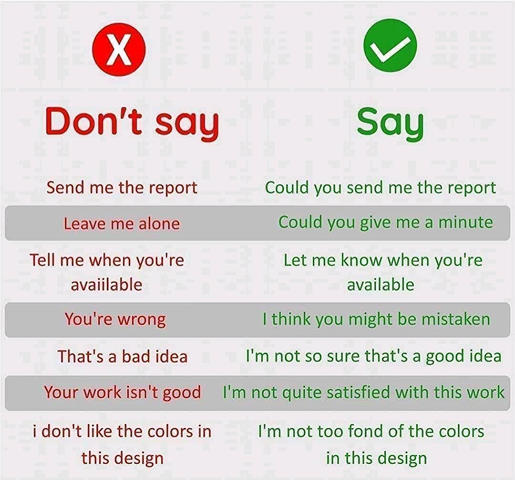 X
Don't say
Say
Send me the report
Could you send me the report
Leave me alone
Could you give me a minute
Tell me when you're
avaiilable
Let me know when you're
available
You're wrong
I think you might be mistaken
That's a bad idea
I'm not so sure that's a good idea
Your work isn't good
I'm not quite satisfied with this work
i don't like the colors in
this design
I'm not too fond of the colors
in this design